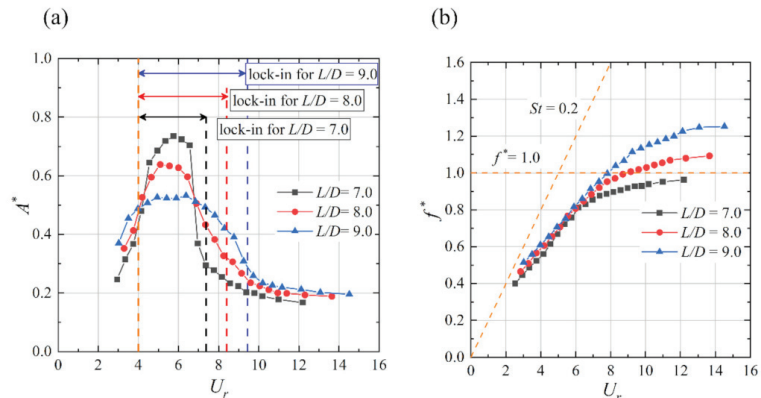 (a)
1.0
0.8
0.6
0.4
0.2
0.0
0 2 4 6 8 10 12 14 16
A*
U_r
lock-in for L/D = 9.0
lock-in for L/D = 8.0
lock-in for L/D = 7.0
L/D= 7.0
L/D= 8.0
L/D= 9.0
(b)
1.6
1.4
1.2
1.0
0.8
0.6
0.4
0.2
0.0
0 2 4 6 8 10 12 14 16
f*
U_r
St = 0.2
f*= 1.0
L/D = 7.0
L/D = 8.0
L/D = 9.0